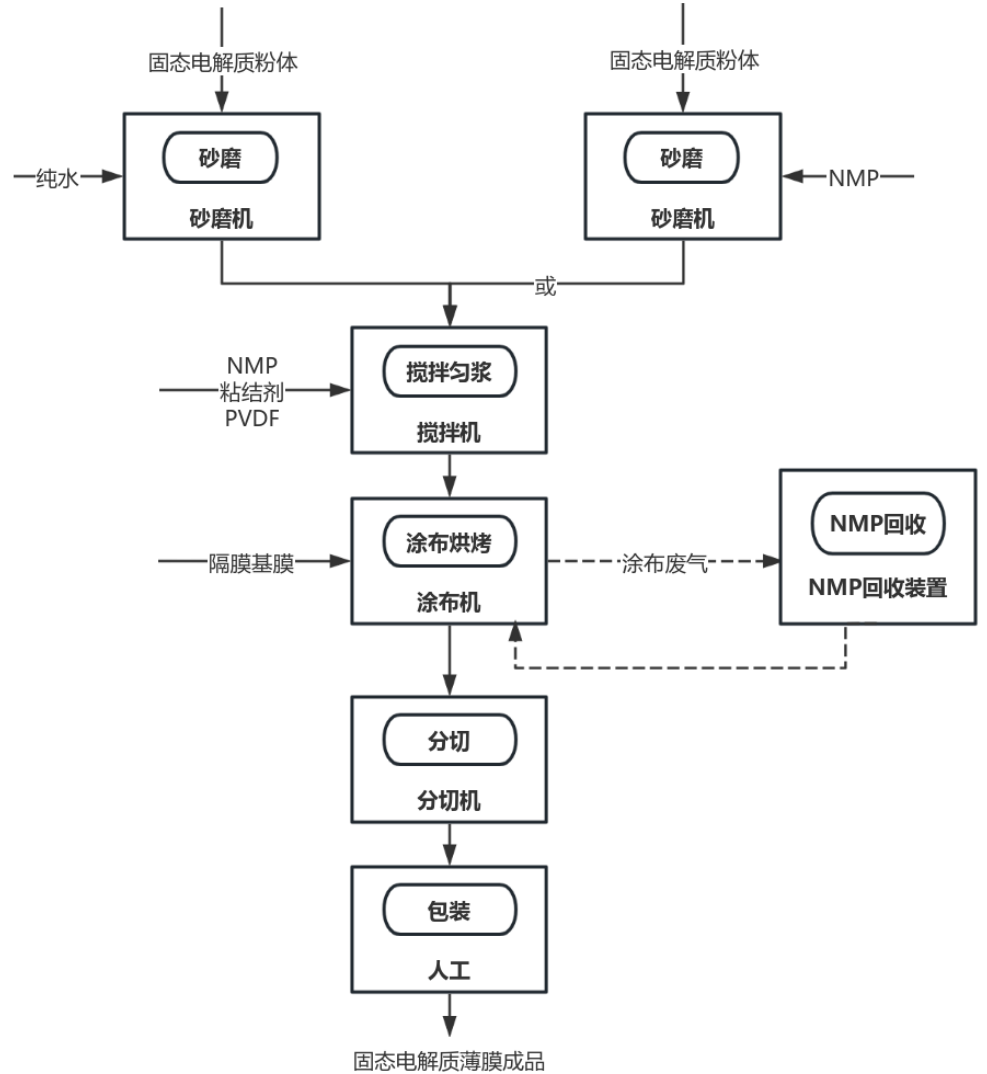 固态电解质粉体
固态电解质粉体
砂磨
砂磨
纯水
NMP
砂磨机
砂磨机
或
NMP
粘结剂
PVDF
搅拌匀浆
搅拌机
NMP回收
涂布烘烤
隔膜基膜
涂布废气
NMP回收装置
涂布机
分切
分切机
包装
人工
固态电解质薄膜成品